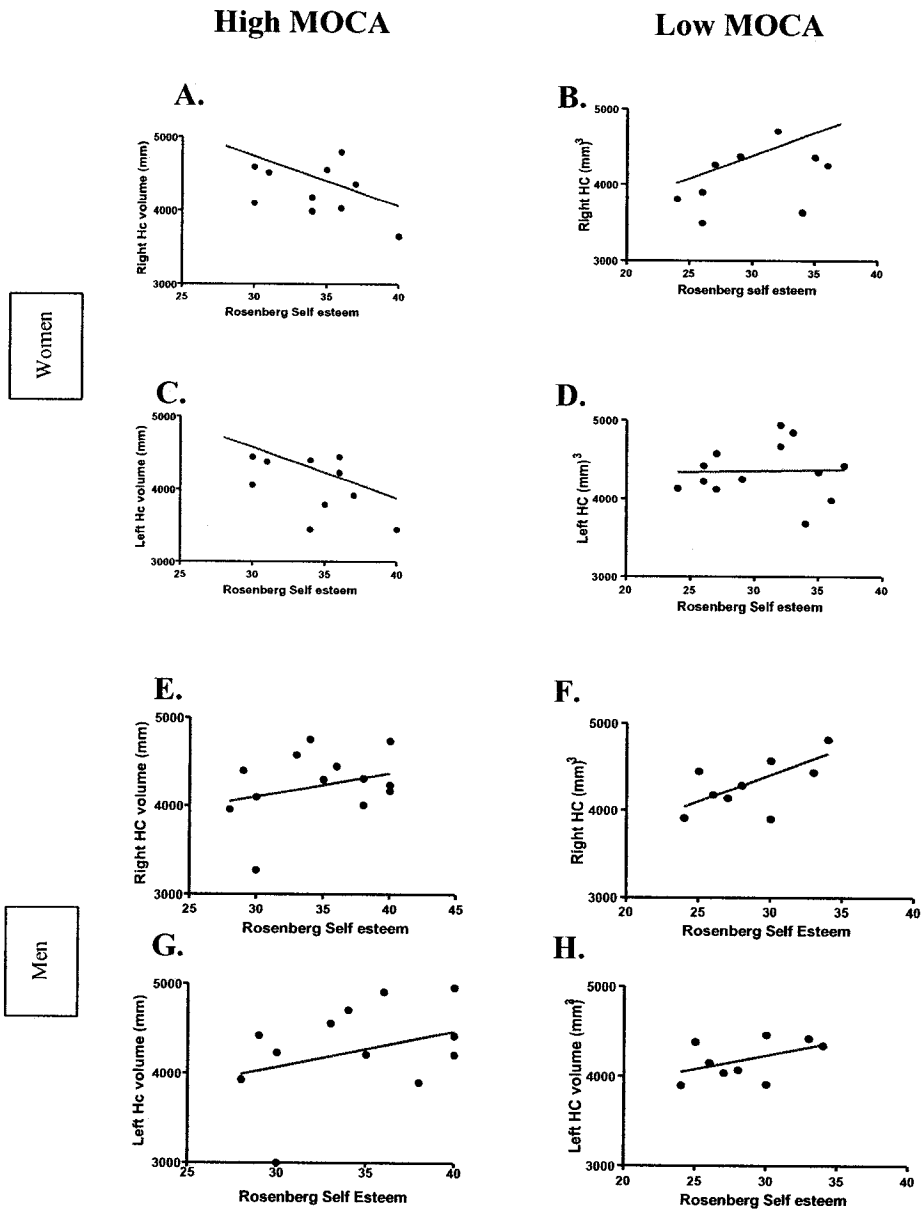 High MOCA
Low MOCA
Women
A.
Right Hc volume (mm)
5000
4000
3000
25 30 35 40
Rosenberg Self esteem
B.
Right HC (mm)³
5000
4000
3000
20 25 30 35 40
Rosenberg self esteem
C.
Left Hc volume (mm)
5000
4000
3000
25 30 35 40
Rosenberg Self esteem
D.
Left HC (mm)³
5000
4000
3000
20 25 30 35 40
Rosenberg Self esteem
Men
E.
Right HC volume (mm)
5000
4000
3000
25 30 35 40 45
Rosenberg Self esteem
F.
Right HC (mm)³
5000
4000
3000
20 25 30 35 40
Rosenberg Self Esteem
G.
Left Hc volume (mm)
5000
4000
3000
25 30 35 40
Rosenberg Self Esteem
H.
Left HC volume (mm³
5000
4000
3000
20 25 30 35 40
Rosenberg Self esteem